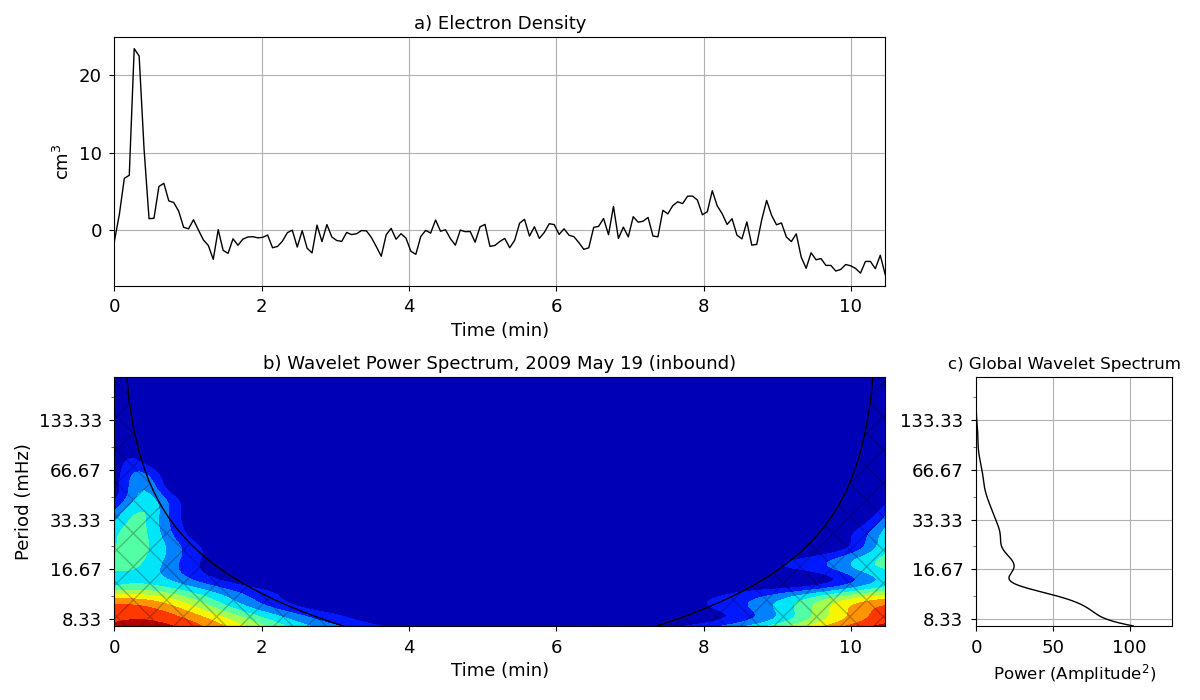 a) Electron Density
20
10
0
cm³
0 2 4 6 8 10
Time (min)
b) Wavelet Power Spectrum, 2009 May 19 (inbound)
c) Global Wavelet Spectrum
133.33
66.67
33.33
16.67
8.33
Period (mHz)
0 2 4 6 8 10
Time (min)
133.33
66.67
33.33
16.67
8.33
0 50 100
Power (Amplitude²)